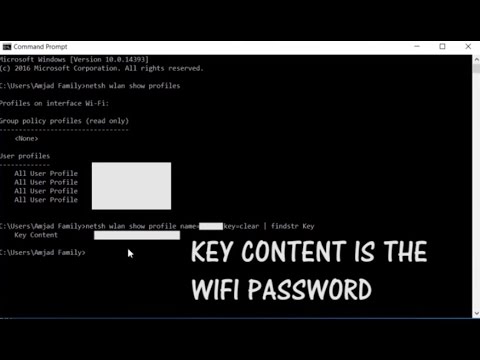 Command Prompt
Microsoft Windows [Version 10.0.14393]
(c) 2016 Microsoft Corporation. All rights reserved.
C:\Users\Amjad Family>netsh wlan show profiles
Profiles on interface Wi-Fi:
Group policy profiles (read only)
---------------------------------
<None>
User profiles
-------------
All User Profile
All User Profile
All User Profile
All User Profile
C:\Users\Amjad Family>netsh wlan show profile name= key=clear | findstr Key
Key Content
C:\Users\Amjad Family>
KEY CONTENT IS THE
WIFI PASSWORD